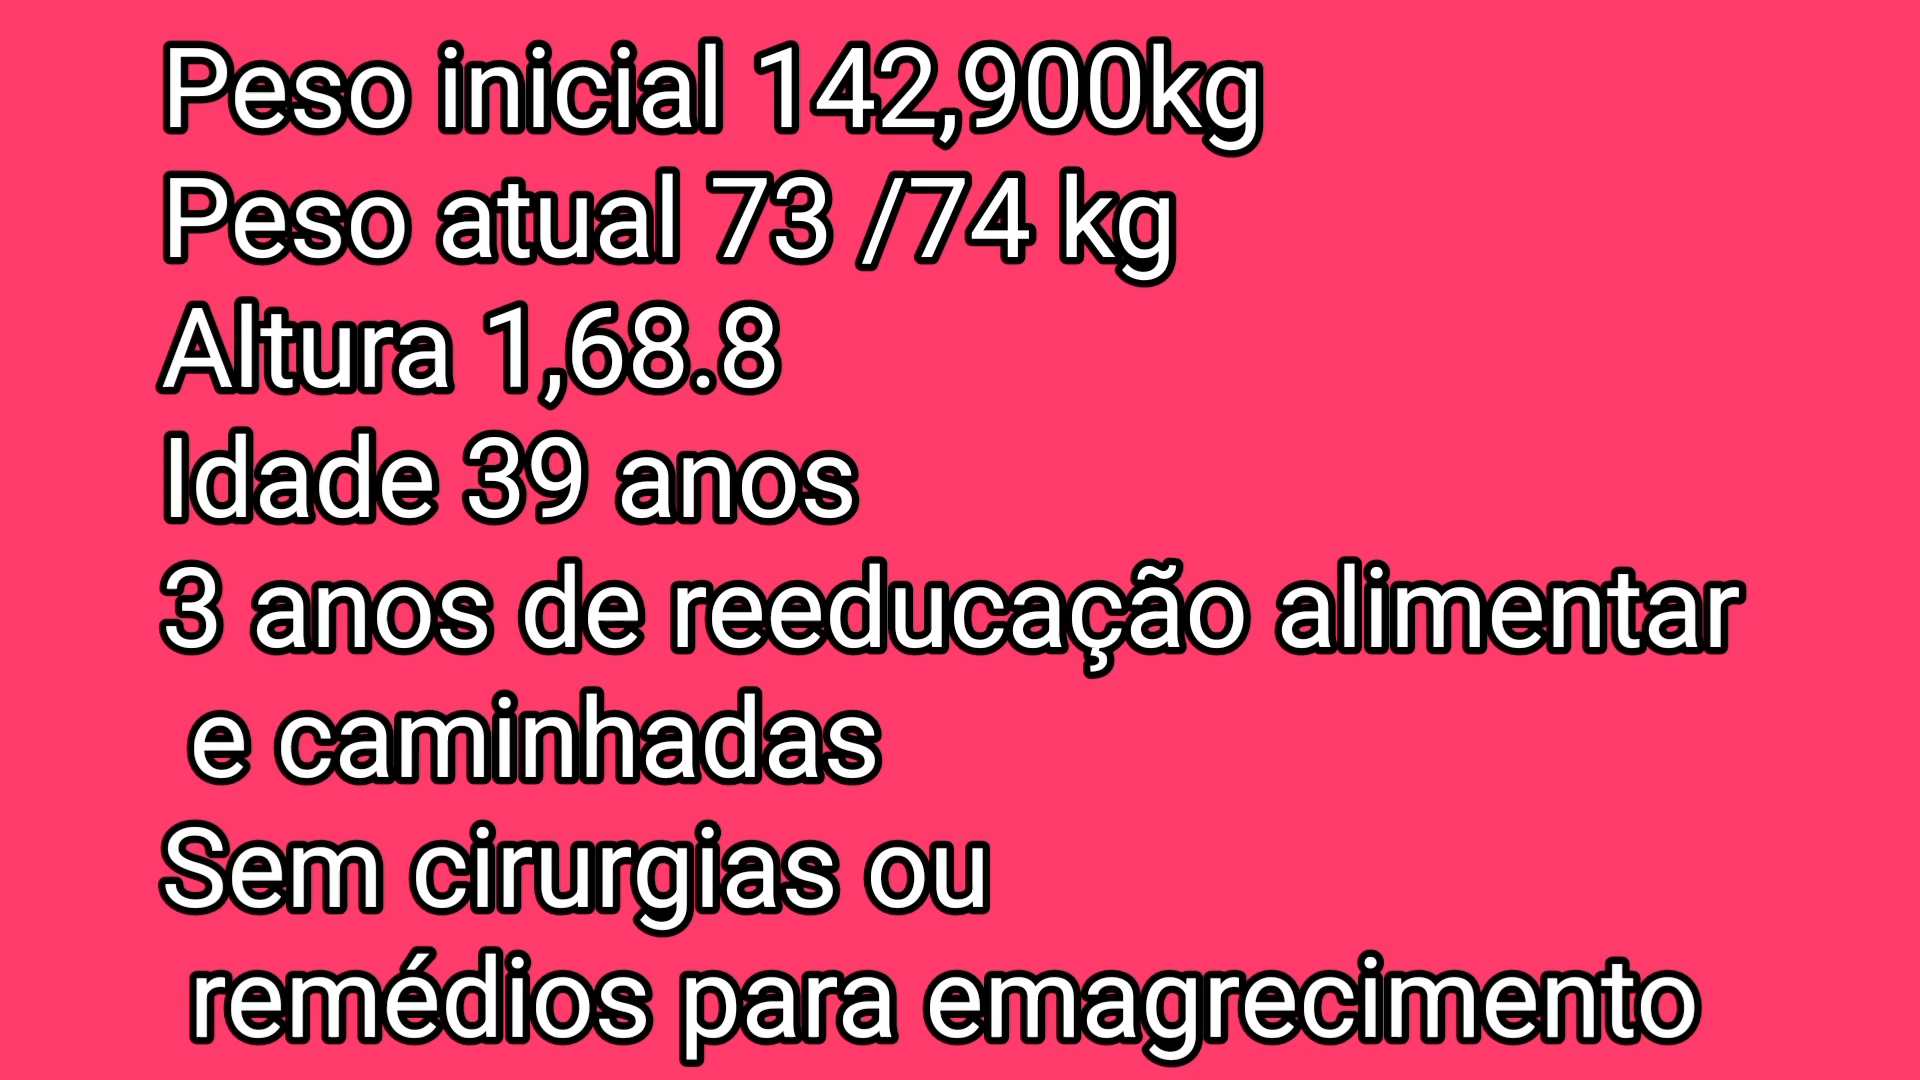 Peso inicial 142,900kg
Peso atual 73 /74 kg
Altura 1,68.8
Idade 39 anos
3 anos de reeducação alimentar
e caminhadas
Sem cirurgias ou
remédios para emagrecimento